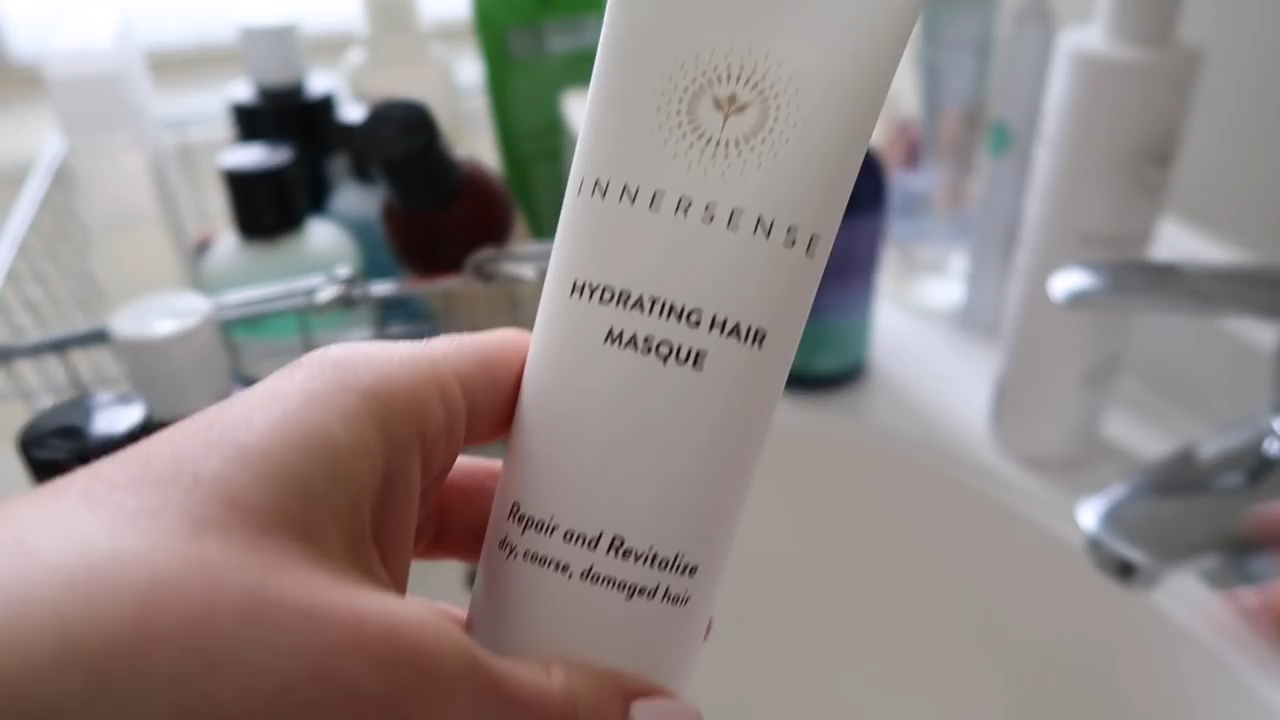 INNERSENSE
HYDRATING HAIR
MASQUE
Repair and Revitalize
dry, coarse, damaged hair